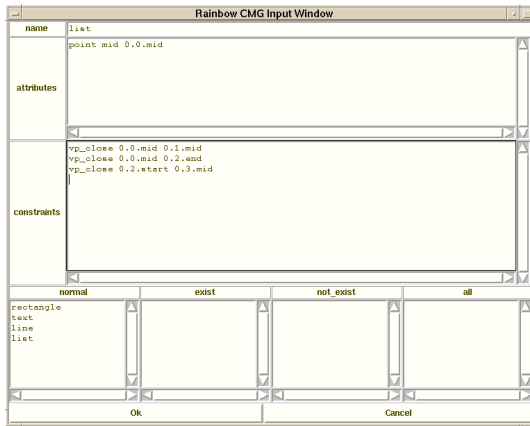 Rainbow CMG Input Window
name
list
attributes
point mid 0.0.mid
constraints
vp_close 0.0.mid 0.1.mid
vp_close 0.0.mid 0.2.end
vp_close 0.2.start 0.3.mid
normal exist not_exist all
rectangle
text
line
list
Ok Cancel